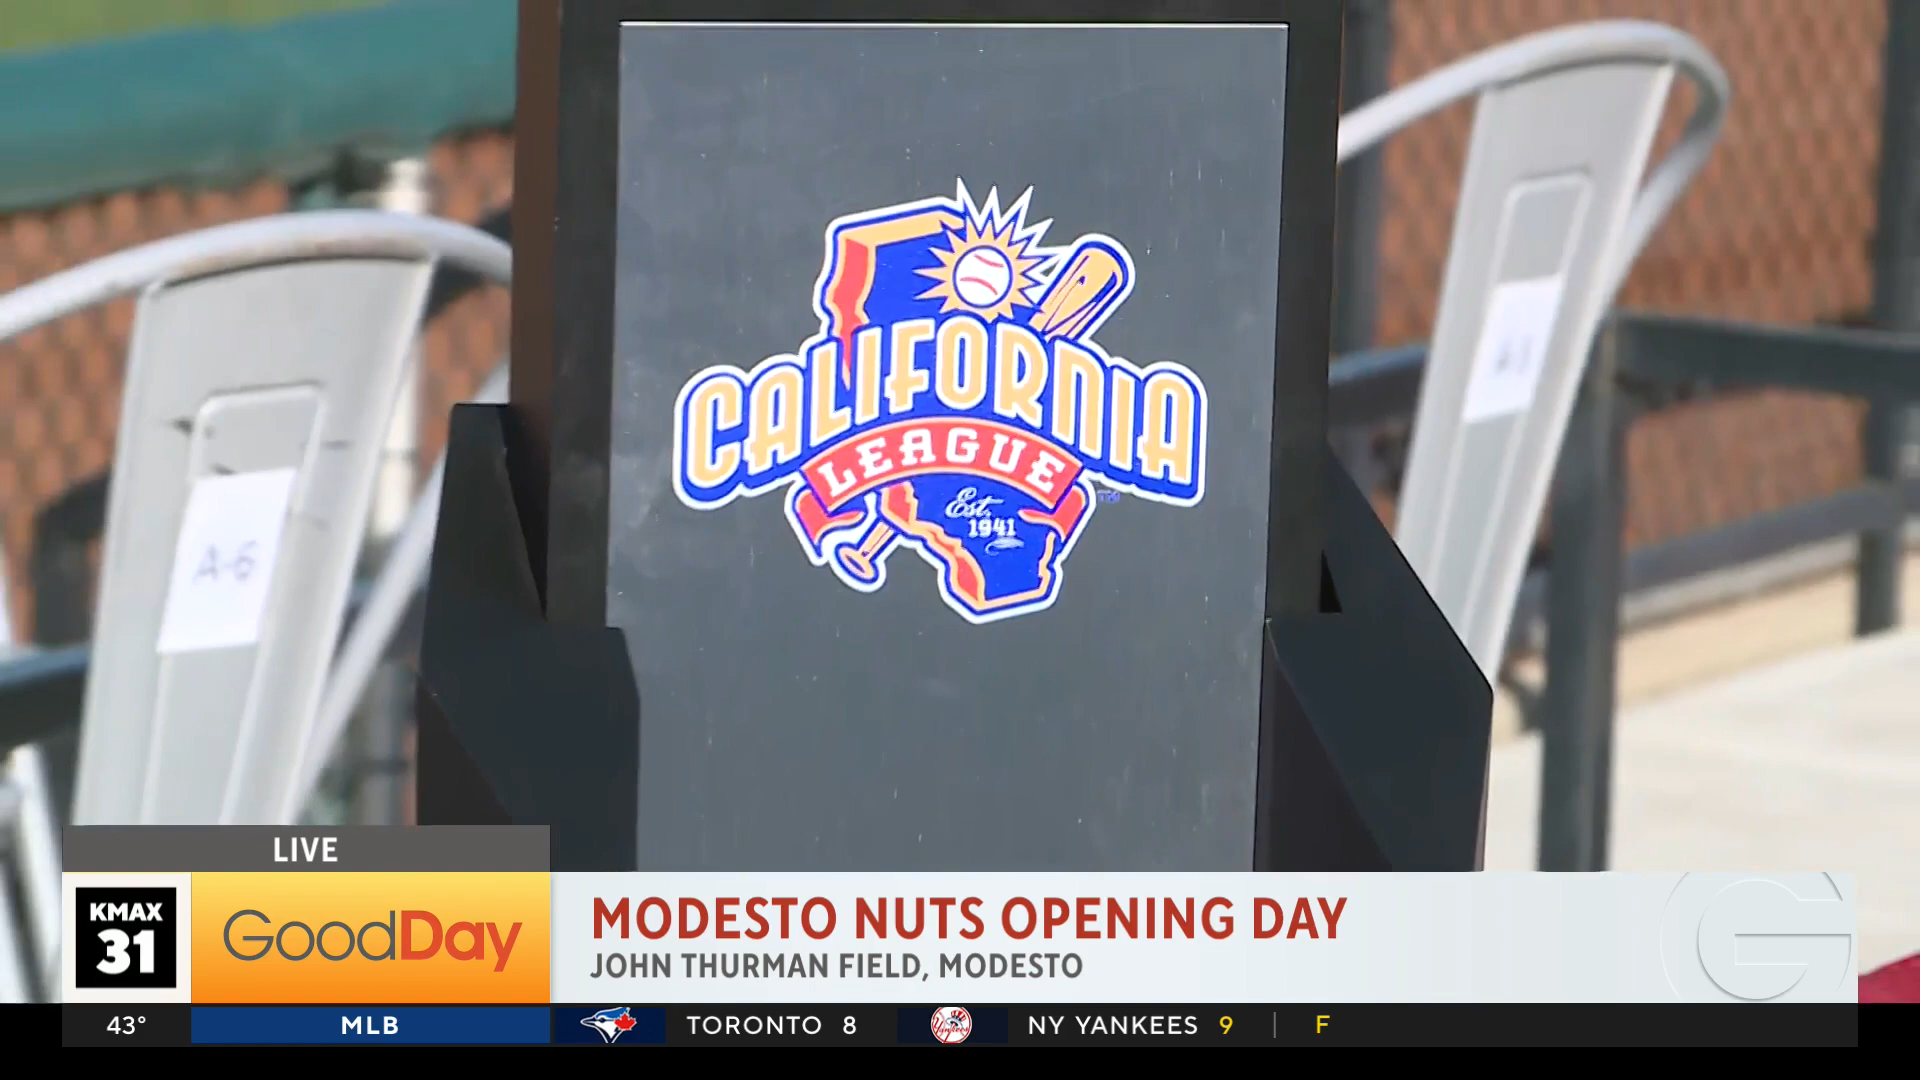 CALIFORNIA
LEAGUE
TM
Est.
1941
A-6
LIVE
KMAX
31
GoodDay
MODESTO NUTS OPENING DAY
JOHN THURMAN FIELD, MODESTO
43° MLB TORONTO 8 NY YANKEES 9 | F